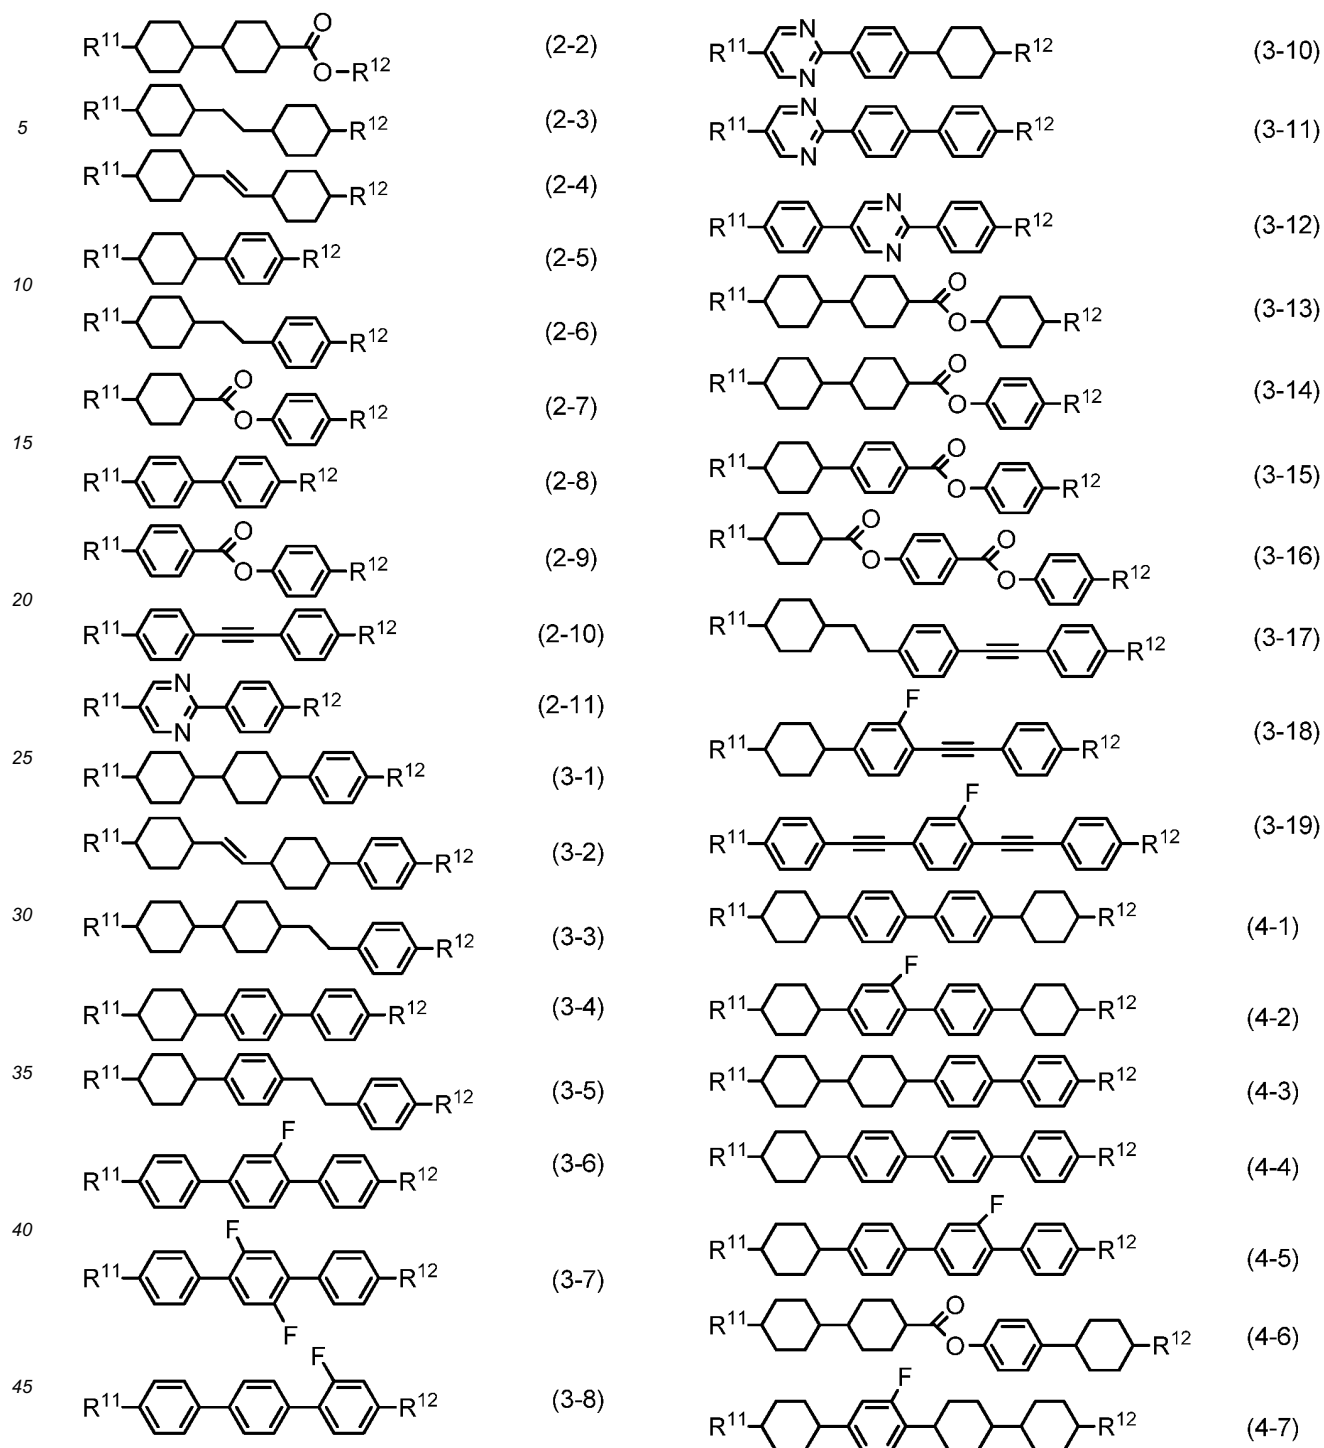 O
R¹¹ O R¹² (2-2)
5 R¹¹ R¹² (2-3)
R¹¹ R¹² (2-4)
R¹¹ R¹² (2-5)
10
R¹¹ R¹² (2-6)
R¹¹ O O R¹² (2-7)
15
R¹¹ R¹² (2-8)
R¹¹ O O R¹² (2-9)
20
R¹¹ R¹² (2-10)
R¹¹ N N R¹² (2-11)
25
R¹¹ R¹² (3-1)
R¹¹ R¹² (3-2)
30
R¹¹ R¹² (3-3)
R¹¹ R¹² (3-4)
35
R¹¹ R¹² (3-5)
F
R¹¹ R¹² (3-6)
40
F
R¹¹ R¹² (3-7)
F
F
45
R¹¹ R¹² (3-8)
R¹¹ N N R¹² (3-10)
R¹¹ N N R¹² (3-11)
R¹¹ N N R¹² (3-12)
R¹¹ O O R¹² (3-13)
R¹¹ O O R¹² (3-14)
R¹¹ O O R¹² (3-15)
R¹¹ O O O O R¹² (3-16)
R¹¹ R¹² (3-17)
F
R¹¹ R¹² (3-18)
F
R¹¹ R¹² (3-19)
R¹¹ R¹² (4-1)
F
R¹¹ R¹² (4-2)
R¹¹ R¹² (4-3)
R¹¹ R¹² (4-4)
F
R¹¹ R¹² (4-5)
R¹¹ O O R¹² (4-6)
F
R¹¹ R¹² (4-7)